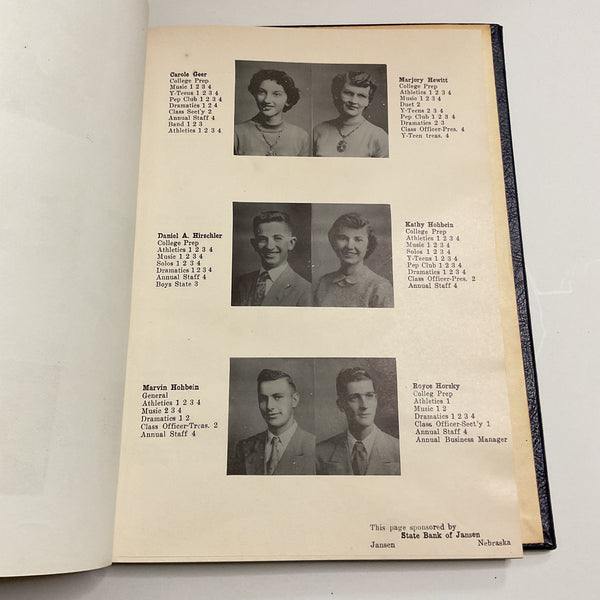 Carole Geer
College Prep
Music 1 2 3 4
Y-Teens 1 2 3 4
Pep Club 1 2 3 4
Dramatics 1 2 4
Class Sect'y 2
Annual Staff 4
Band 1 2 3
Athletics 1 2 3 4
Marjory Hewitt
College Prep
Athletics 1 2 3 4
Music 1 2 3 4
Duet 2
Y-Teens 2 3 4
Pep Club 1 2 3 4
Dramatics 2 3
Class Officer-Pres. 4
Y-Teen treas. 4
Daniel A. Hirschler
College Prep
Athletics 1 2 3 4
Music 1 2 3 4
Solos 1 2 3 4
Dramatics 1 2 3 4
Annual Staff 4
Boys State 3
Kathy Hohbein
College Prep
Athletics 1 2 3 4
Music 1 2 3 4
Solos 1 2 3 4
Y-Teens 1 2 3 4
Pep Club 1 2 3 4
Dramatics 1 2 3 4
Class Officer-Pres. 2
Annual Staff 4
Marvin Hohbein
General
Athletics 1 2 3 4
Music 2 3 4
Dramatics 1 2
Class Officer-Treas. 2
Annual Staff 4
Royce Horsky
Colleg Prep
Athletics 1
Music 1 2
Dramatics 1 2 3 4
Class Officer-Sect'y 1
Annual Staff 4
Annual Business Manager
This page sponsored by
State Bank of Jansen
Jansen Nebraska